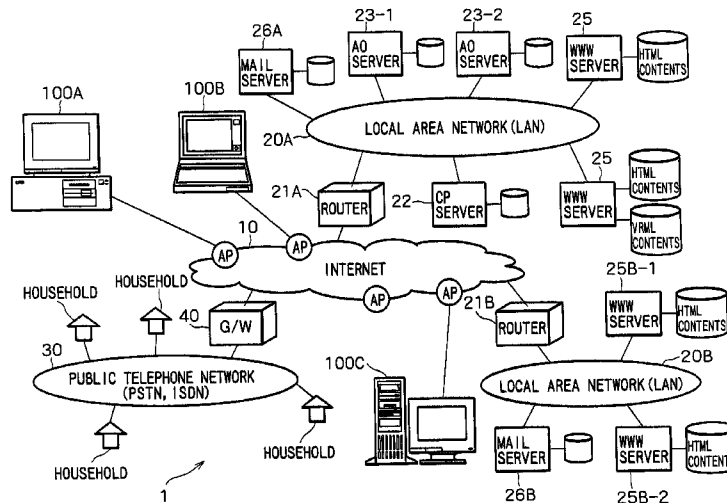 23-1
23-2
25
26A
AO
SERVER
AO
SERVER
WWW
SERVER
HTML
CONTENTS
MAIL
SERVER
100A
100B
LOCAL AREA NETWORK (LAN)
20A
21A
ROUTER
22
CP
SERVER
25
WWW
SERVER
HTML
CONTENTS
VRML
CONTENTS
10
AP
AP
INTERNET
AP
AP
25B-1
HOUSEHOLD
HOUSEHOLD
40
G/W
21B
ROUTER
WWW
SERVER
HTML
CONTENTS
30
PUBLIC TELEPHONE NETWORK
(PSTN, ISDN)
100C
20B
LOCAL AREA NETWORK (LAN)
HOUSEHOLD
HOUSEHOLD
MAIL
SERVER
WWW
SERVER
HTML
CONTENT
1
26B
25B-2